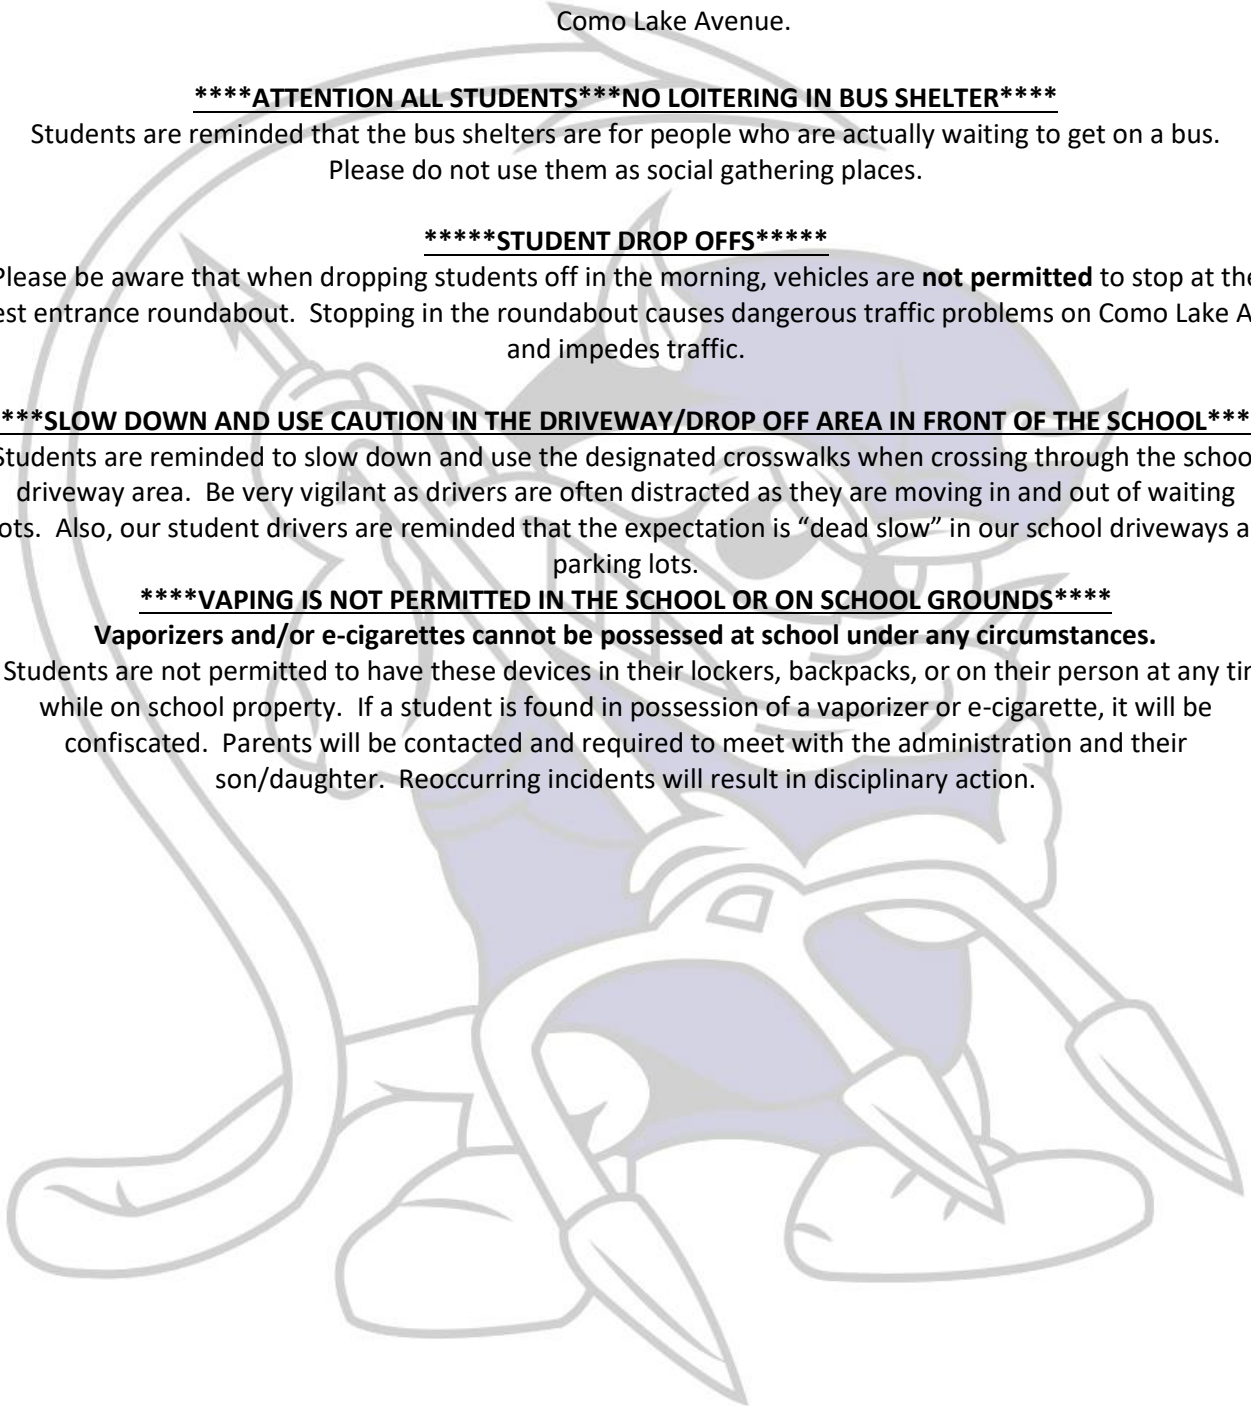 Como Lake Avenue.
****ATTENTION ALL STUDENTS***NO LOITERING IN BUS SHELTER****
Students are reminded that the bus shelters are for people who are actually waiting to get on a bus.
Please do not use them as social gathering places.
*****STUDENT DROP OFFS*****
Please be aware that when dropping students off in the morning, vehicles are not permitted to stop at the
est entrance roundabout. Stopping in the roundabout causes dangerous traffic problems on Como Lake A
and impedes traffic.
***SLOW DOWN AND USE CAUTION IN THE DRIVEWAY/DROP OFF AREA IN FRONT OF THE SCHOOL***
Students are reminded to slow down and use the designated crosswalks when crossing through the schoo
driveway area. Be very vigilant as drivers are often distracted as they are moving in and out of waiting
ots. Also, our student drivers are reminded that the expectation is “dead slow” in our school driveways a
parking lots.
****VAPING IS NOT PERMITTED IN THE SCHOOL OR ON SCHOOL GROUNDS****
Vaporizers and/or e-cigarettes cannot be possessed at school under any circumstances.
Students are not permitted to have these devices in their lockers, backpacks, or on their person at any ti
while on school property. If a student is found in possession of a vaporizer or e-cigarette, it will be
confiscated. Parents will be contacted and required to meet with the administration and their
son/daughter. Reoccurring incidents will result in disciplinary action.